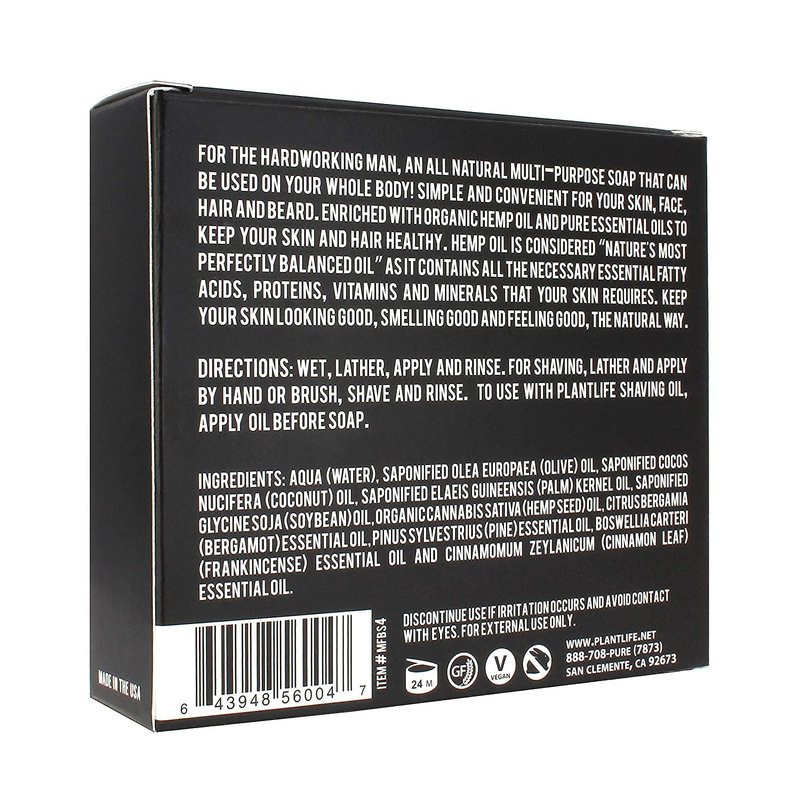 FOR THE HARDWORKING MAN, AN ALL NATURAL MULTI-PURPOSE SOAP THAT CAN
BE USED ON YOUR WHOLE BODY! SIMPLE AND CONVENIENT FOR YOUR SKIN, FACE,
HAIR AND BEARD. ENRICHED WITH ORGANIC HEMP OIL AND PURE ESSENTIAL OILS TO
KEEP YOUR SKIN AND HAIR HEALTHY. HEMP OIL IS CONSIDERED "NATURE'S MOST
PERFECTLY BALANCED OIL" AS IT CONTAINS ALL THE NECESSARY ESSENTIAL FATTY
ACIDS, PROTEINS, VITAMINS AND MINERALS THAT YOUR SKIN REQUIRES. KEEP
YOUR SKIN LOOKING GOOD, SMELLING GOOD AND FEELING GOOD, THE NATURAL WAY.
DIRECTIONS: WET, LATHER, APPLY AND RINSE. FOR SHAVING, LATHER AND APPLY
BY HAND OR BRUSH, SHAVE AND RINSE. TO USE WITH PLANTLIFE SHAVING OIL,
APPLY OIL BEFORE SOAP.
INGREDIENTS: AQUA (WATER), SAPONIFIED OLEA EUROPAEA (OLIVE) OIL, SAPONIFIED COCOS
NUCIFERA (COCONUT) OIL, SAPONIFIED ELAEIS GUINEENSIS (PALM) KERNEL OIL, SAPONIFIED
GLYCINE SOJA (SOYBEAN) OIL, ORGANIC CANNABIS SATIVA (HEMP SEED) OIL, CITRUS BERGAMIA
(BERGAMOT) ESSENTIAL OIL, PINUS SYLVESTRIUS (PINE) ESSENTIAL OIL, BOSWELLIA CARTERI
(FRANKINCENSE) ESSENTIAL OIL AND CINNAMOMUM ZEYLANICUM (CINNAMON LEAF)
ESSENTIAL OIL.
DISCONTINUE USE IF IRRITATION OCCURS AND AVOID CONTACT
WITH EYES. FOR EXTERNAL USE ONLY.
ITEM # MFBS4
24 M
GF
V
VEGAN
WWW.PLANTLIFE.NET
888-708-PURE (7873)
SAN CLEMENTE, CA 92673
6 43948 56004 7
MADE IN THE USA